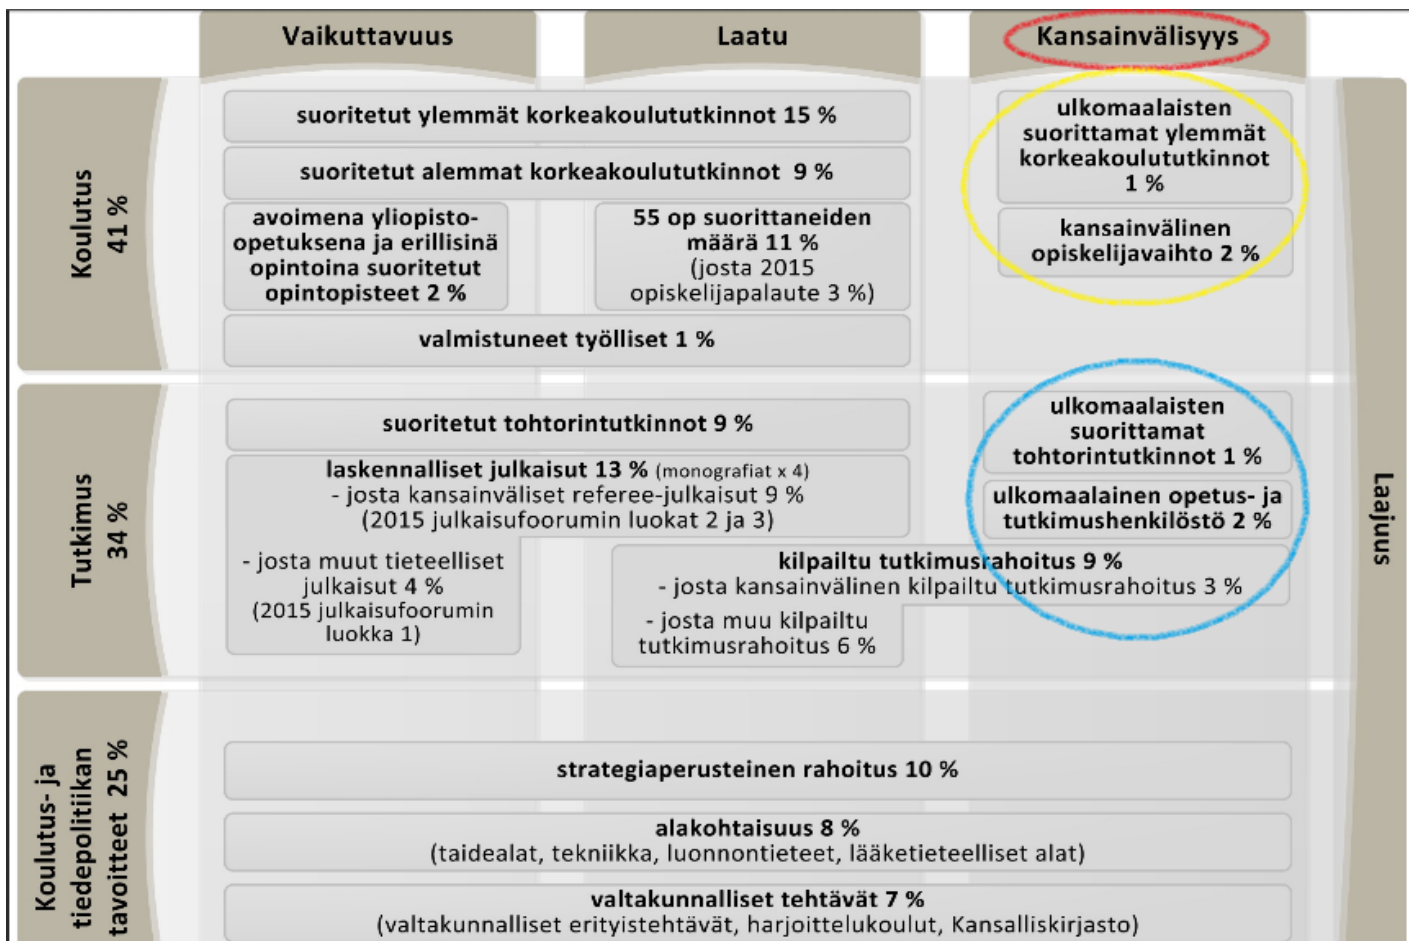 Vaikuttavuus
Laatu
Kansainvälisyys
Koulutus
41 %
suoritetut ylemmät korkeakoulututkinnot 15 %
suoritetut alemmat korkeakoulututkinnot 9 %
avoimena yliopisto-
opetuksena ja erillisinä
opintoina suoritetut
opintopisteet 2 %
55 op suorittaneiden
määrä 11 %
(josta 2015
opiskelijapalaute 3 %)
valmistuneet työlliset 1 %
ulkomaalaisten
suorittamat ylemmät
korkeakoulututkinnot
1 %
kansainvälinen
opiskelijavaihto 2 %
Tutkimus
34 %
suoritetut tohtorintutkinnot 9 %
laskennalliset julkaisut 13 % (monografiat x 4)
- josta kansainväliset referee-julkaisut 9 %
(2015 julkaisufoorumin luokat 2 ja 3)
- josta muut tieteelliset
julkaisut 4 %
(2015 julkaisufoorumin
luokka 1)
ulkomaalaisten
suorittamat
tohtorintutkinnot 1 %
ulkomaalainen opetus- ja
tutkimushenkilöstö 2 %
kilpailtu tutkimusrahoitus 9 %
- josta kansainvälinen kilpailtu tutkimusrahoitus 3 %
- josta muu kilpailtu
tutkimusrahoitus 6 %
Laajuus
Koulutus- ja
tiedepolitiikan
tavoitteet 25 %
strategiaperusteinen rahoitus 10 %
alakohtaisuus 8 %
(taidealat, tekniikka, luonnontieteet, lääketieteelliset alat)
valtakunnalliset tehtävät 7 %
(valtakunnalliset erityistehtävät, harjoittelukoulut, Kansalliskirjasto)